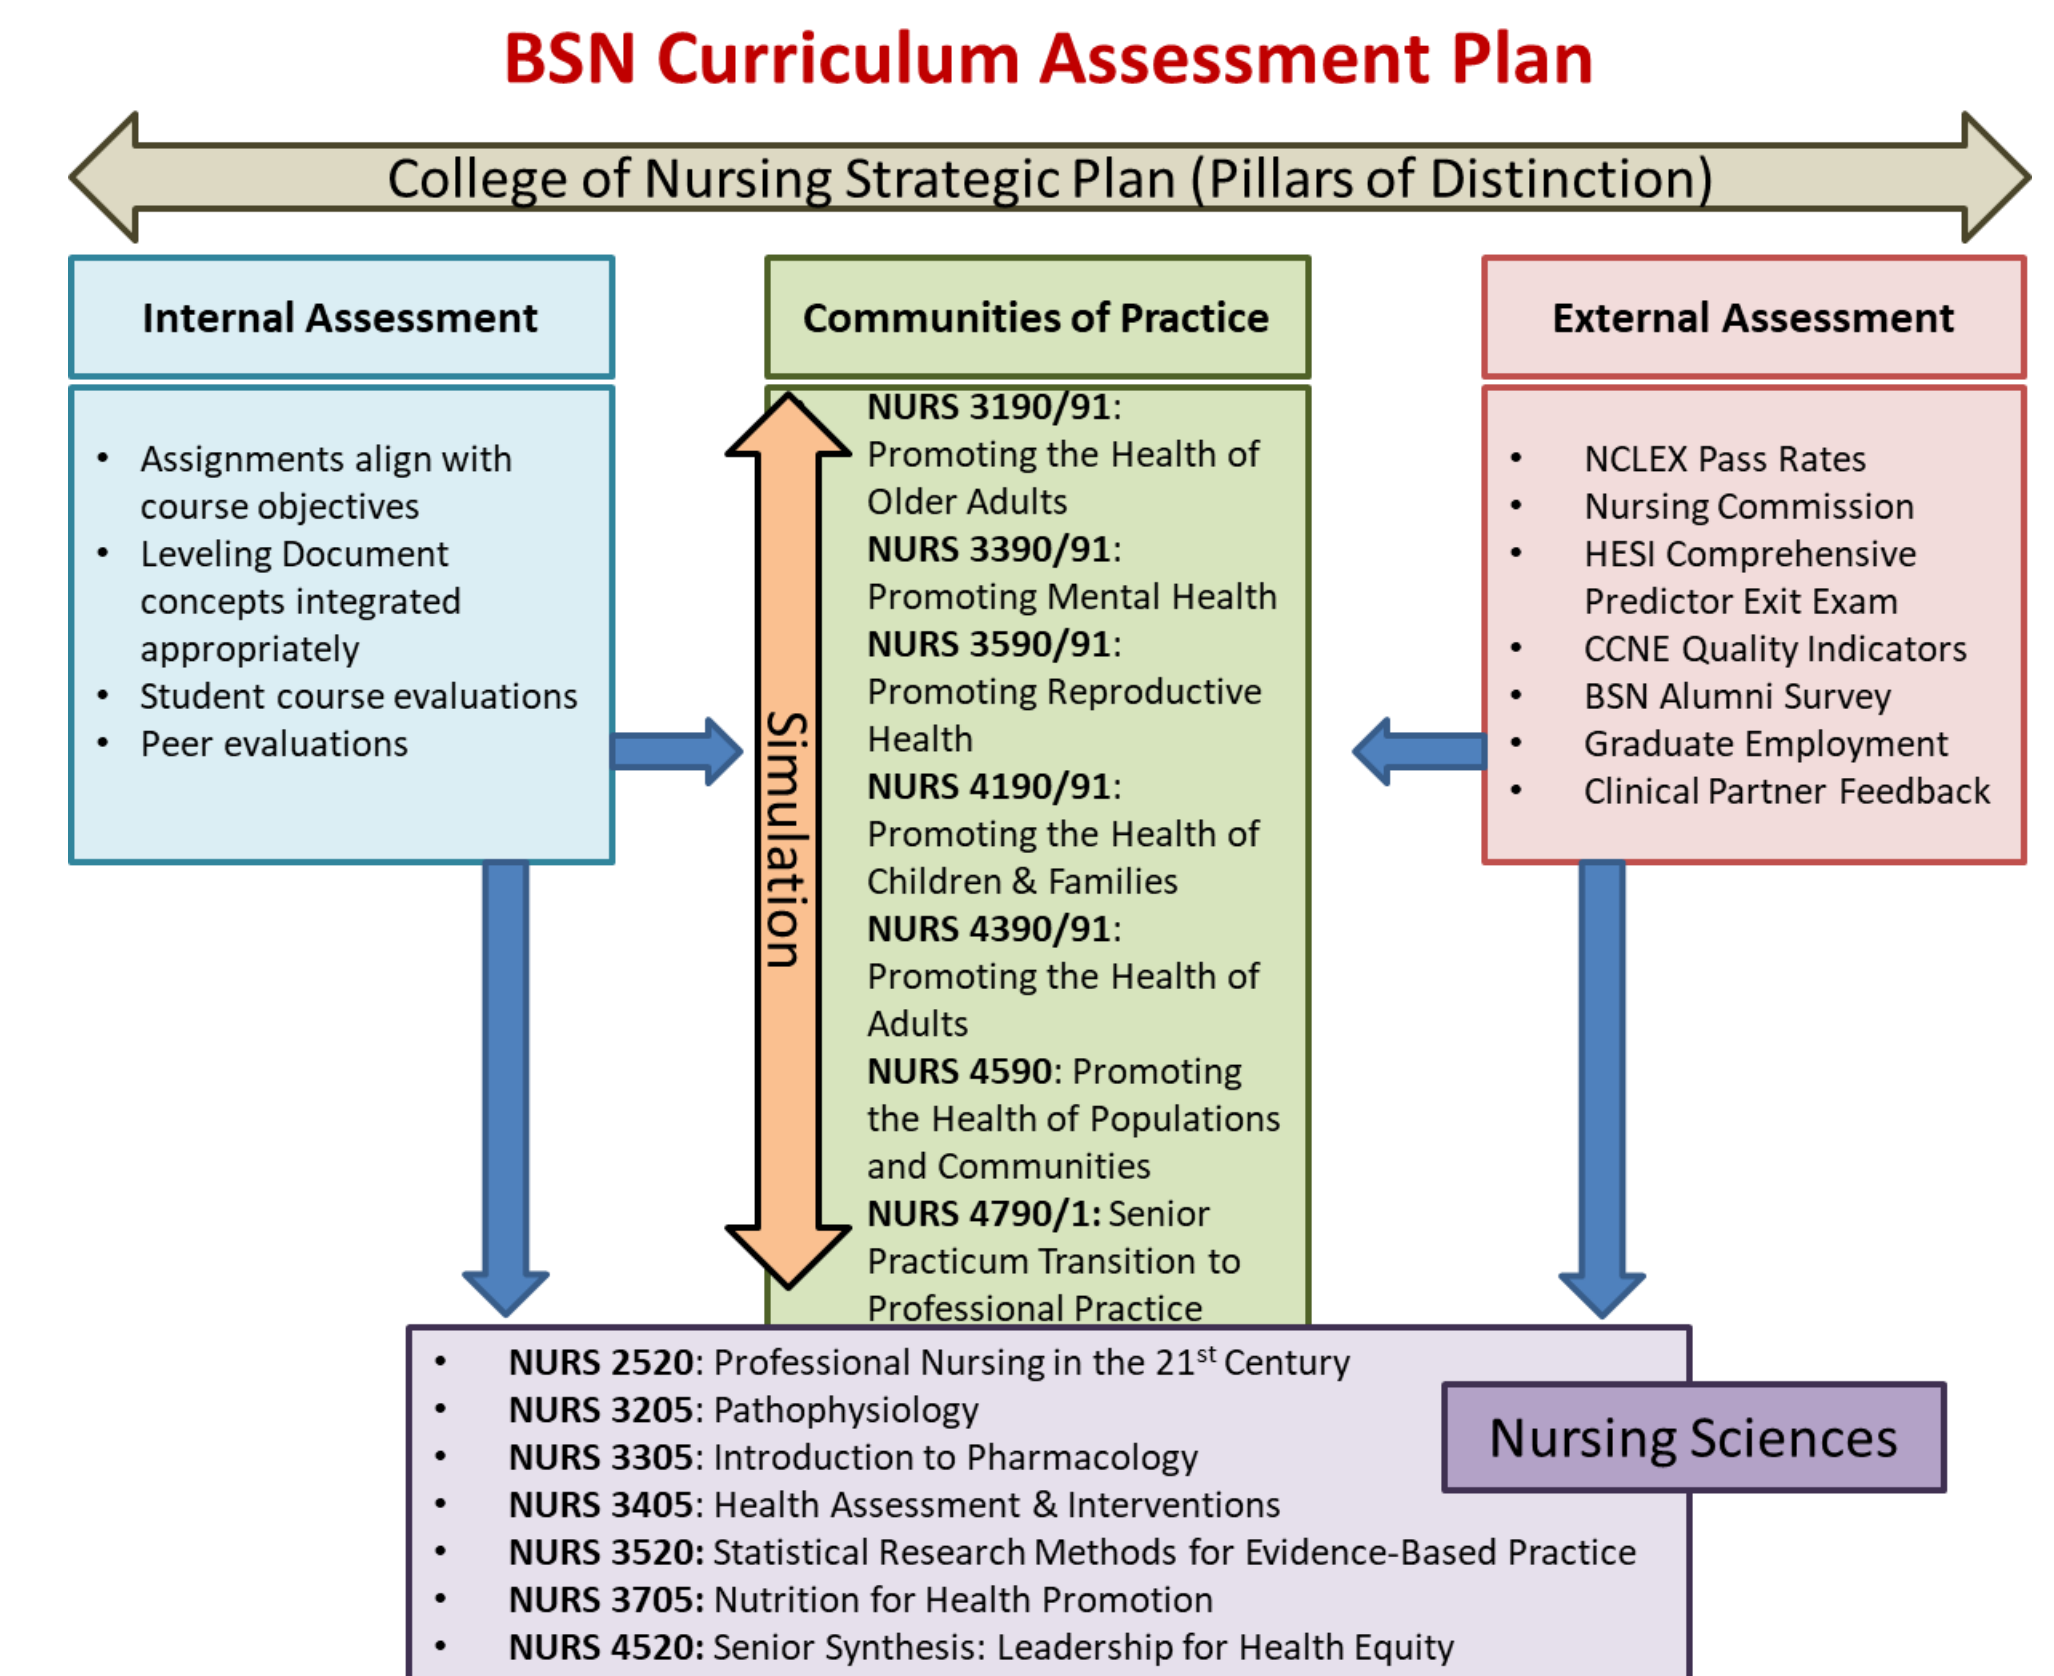 BSN Curriculum Assessment Plan
College of Nursing Strategic Plan (Pillars of Distinction)
Internal Assessment
• Assignments align with
course objectives
• Leveling Document
concepts integrated
appropriately
• Student course evaluations
• Peer evaluations
Communities of Practice
Simulation
NURS 3190/91:
Promoting the Health of
Older Adults
NURS 3390/91:
Promoting Mental Health
NURS 3590/91:
Promoting Reproductive
Health
NURS 4190/91:
Promoting the Health of
Children & Families
NURS 4390/91:
Promoting the Health of
Adults
NURS 4590: Promoting
the Health of Populations
and Communities
NURS 4790/1: Senior
Practicum Transition to
Professional Practice
External Assessment
• NCLEX Pass Rates
• Nursing Commission
• HESI Comprehensive
Predictor Exit Exam
• CCNE Quality Indicators
• BSN Alumni Survey
• Graduate Employment
• Clinical Partner Feedback
• NURS 2520: Professional Nursing in the 21st Century
• NURS 3205: Pathophysiology
• NURS 3305: Introduction to Pharmacology
• NURS 3405: Health Assessment & Interventions
• NURS 3520: Statistical Research Methods for Evidence-Based Practice
• NURS 3705: Nutrition for Health Promotion
• NURS 4520: Senior Synthesis: Leadership for Health Equity
Nursing Sciences